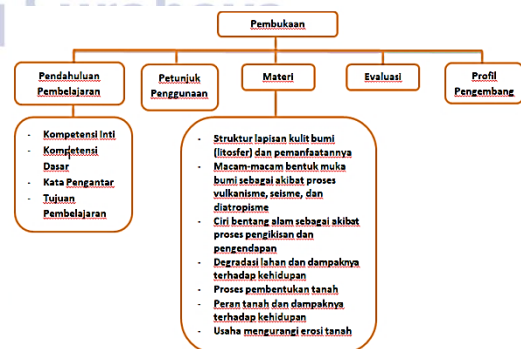 Pembukaan
Pendahuluan
Pembelajaran
Petunjuk
Penggunaan
Materi
Evaluasi
Profil
Pengembang
- Kompetensi Inti
- Kompetensi
Dasar
- Kata Pengantar
- Tujuan
Pembelajaran
- Struktur lapisan kulit bumi
(litosfer) dan pemanfaatannya
- Macam-macam bentuk muka
bumi sebagai akibat proses
vulkanisme, seisme, dan
diatropisme
- Ciri bentang alam sebagai akibat
proses pengikisan dan
pengendapan
- Degradasi lahan dan dampaknya
terhadap kehidupan
- Proses pembentukan tanah
- Peran tanah dan dampaknya
terhadap kehidupan
- Usaha mengurangi erosi tanah